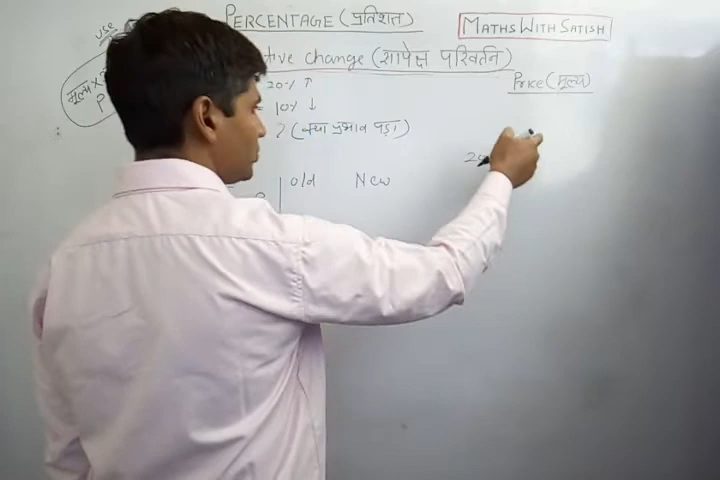 PERCENTAGE (प्रतिशत)
MATHS WITH SATISH
tive change (सापेक्ष परिवर्तन)
Price (मूल्य)
USE
मूल्य ×
P
20% ↑
10% ↓
? (क्या प्रभाव पड़ा)
old New